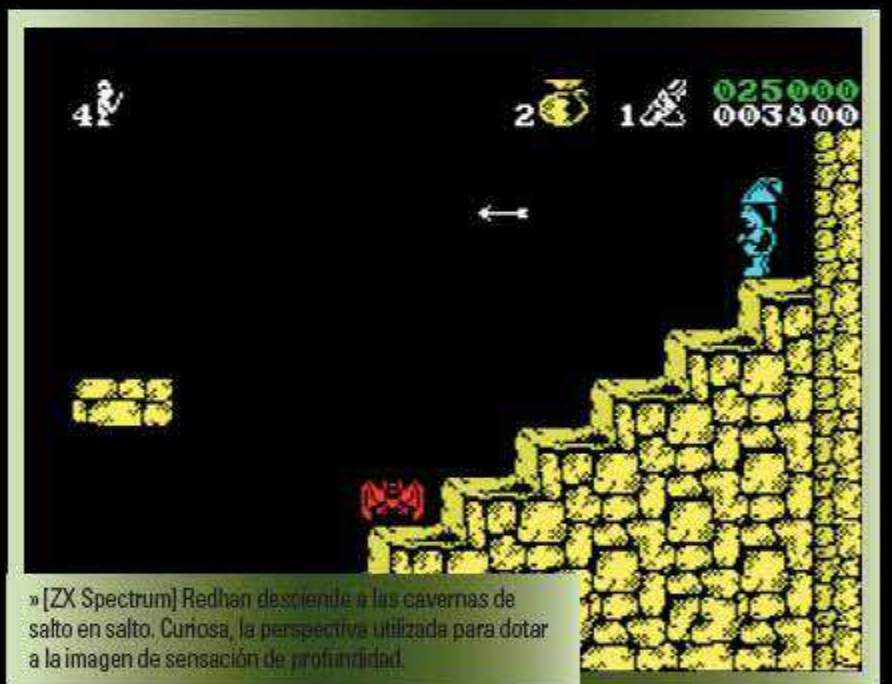 4
2
1
025000
003800
» [ZX Spectrum] Redhan desciende a las cavernas de
salto en salto. Curiosa, la perspectiva utilizada para dotar
a la imagen de sensación de profundidad.